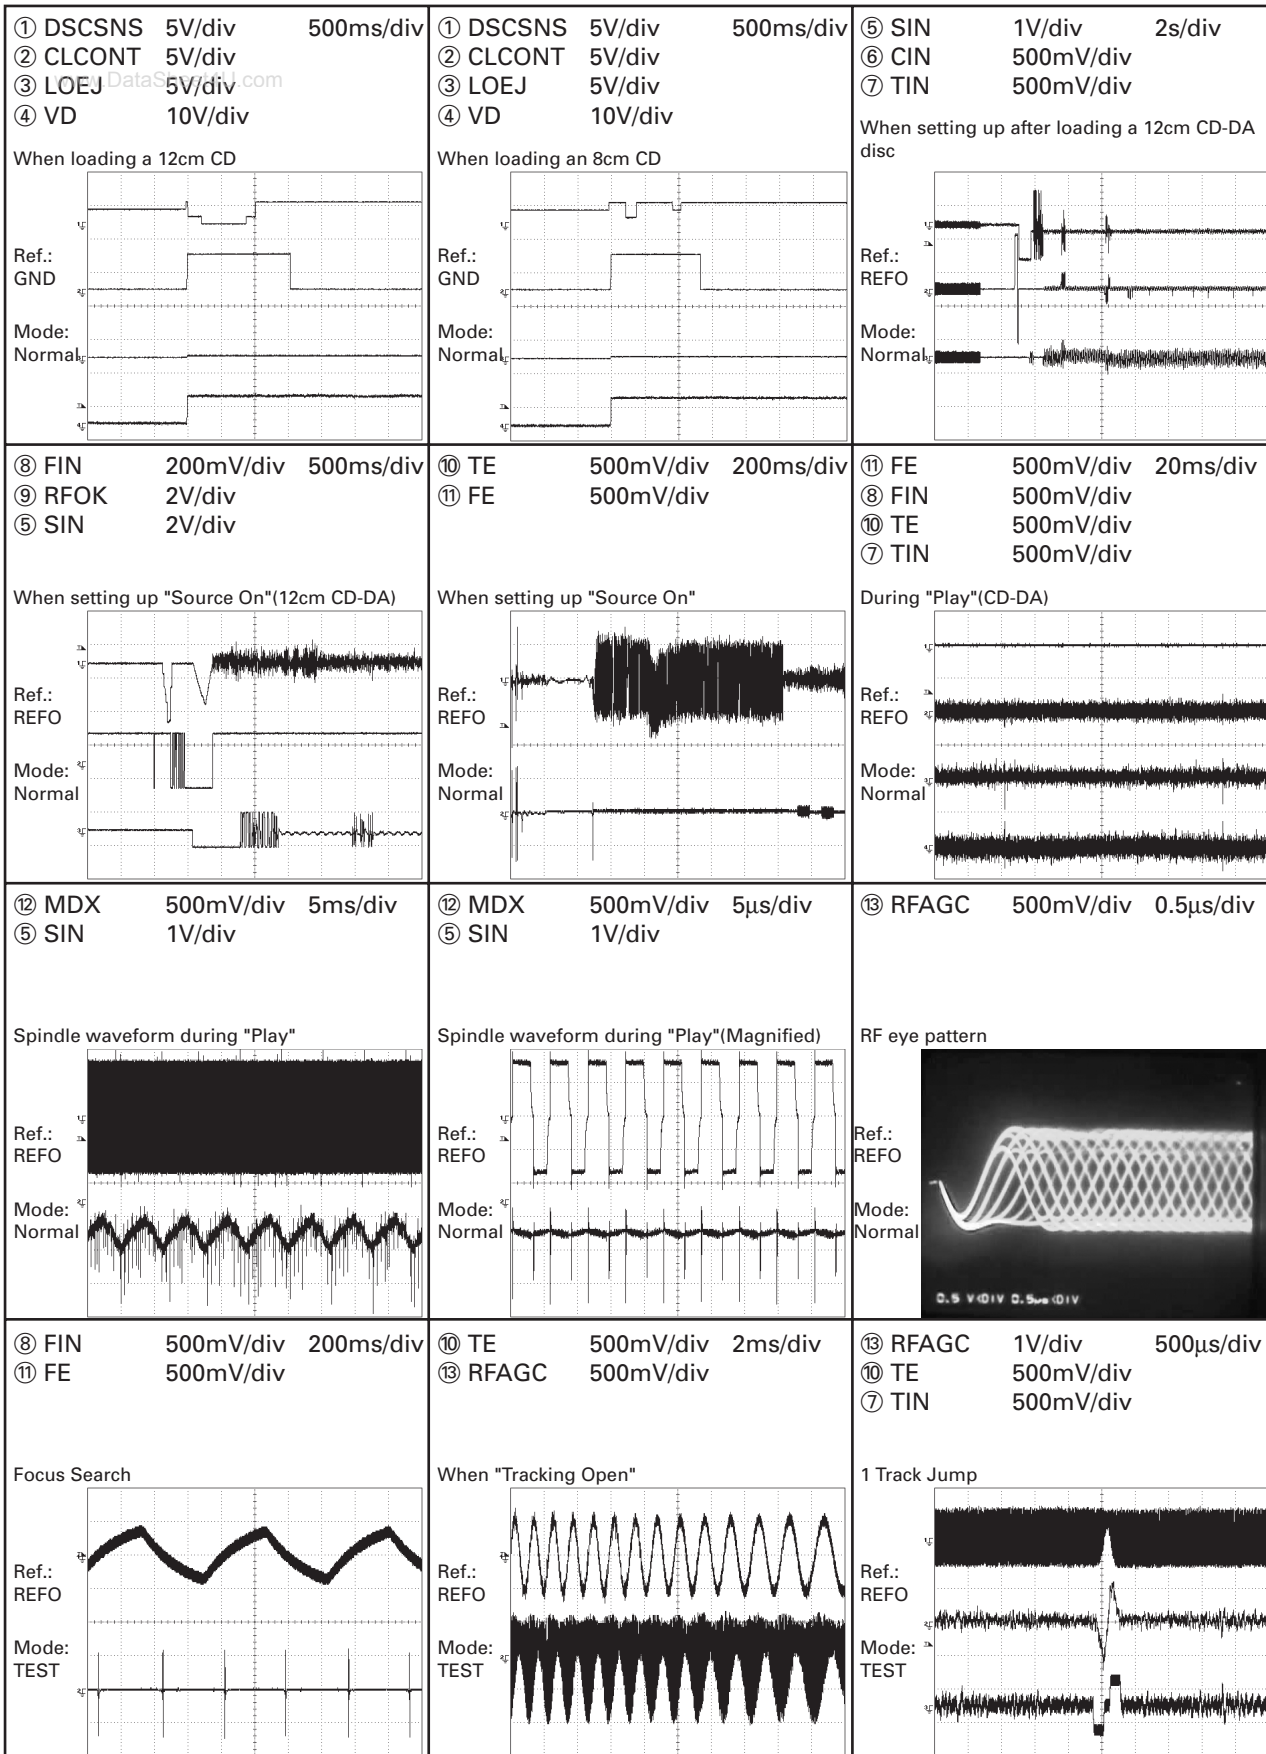 ① DSCSNS 5V/div 500ms/div
② CLCONT 5V/div
③ LOEJ 5V/div
④ VD 10V/div
www.DataSheet4U.com
When loading a 12cm CD
Ref.:
GND
Mode:
Normal
① DSCSNS 5V/div 500ms/div
② CLCONT 5V/div
③ LOEJ 5V/div
④ VD 10V/div
When loading an 8cm CD
Ref.:
GND
Mode:
Normal
⑤ SIN 1V/div 2s/div
⑥ CIN 500mV/div
⑦ TIN 500mV/div
When setting up after loading a 12cm CD-DA
disc
Ref.:
REFO
Mode:
Normal
⑧ FIN 200mV/div 500ms/div
⑨ RFOK 2V/div
⑤ SIN 2V/div
When setting up "Source On"(12cm CD-DA)
Ref.:
REFO
Mode:
Normal
⑩ TE 500mV/div 200ms/div
⑪ FE 500mV/div
When setting up "Source On"
Ref.:
REFO
Mode:
Normal
⑪ FE 500mV/div 20ms/div
⑧ FIN 500mV/div
⑩ TE 500mV/div
⑦ TIN 500mV/div
During "Play"(CD-DA)
Ref.:
REFO
Mode:
Normal
⑫ MDX 500mV/div 5ms/div
⑤ SIN 1V/div
Spindle waveform during "Play"
Ref.:
REFO
Mode:
Normal
⑫ MDX 500mV/div 5µs/div
⑤ SIN 1V/div
Spindle waveform during "Play"(Magnified)
Ref.:
REFO
Mode:
Normal
⑬ RFAGC 500mV/div 0.5µs/div
RF eye pattern
Ref.:
REFO
Mode:
Normal
0.5 V/DIV 0.5µs/DIV
⑧ FIN 500mV/div 200ms/div
⑪ FE 500mV/div
Focus Search
Ref.:
REFO
Mode:
TEST
⑩ TE 500mV/div 2ms/div
⑬ RFAGC 500mV/div
When "Tracking Open"
Ref.:
REFO
Mode:
TEST
⑬ RFAGC 1V/div 500µs/div
⑩ TE 500mV/div
⑦ TIN 500mV/div
1 Track Jump
Ref.:
REFO
Mode:
TEST